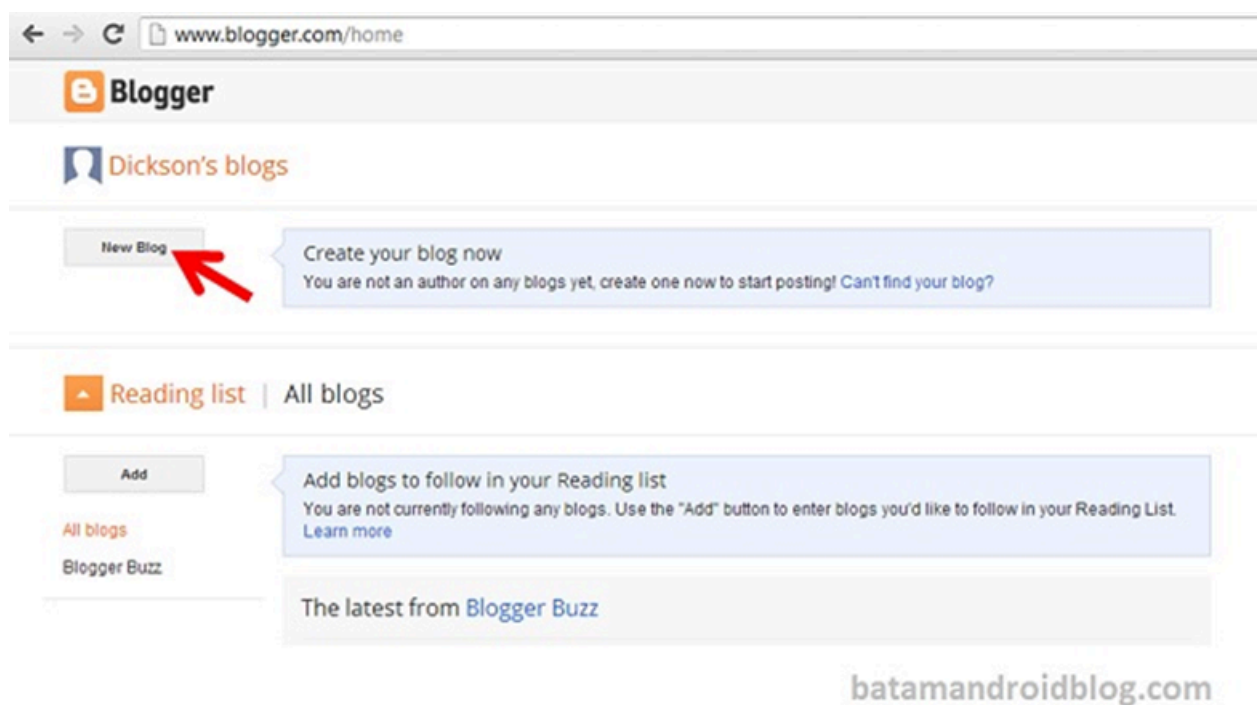 www.blogger.com/home
Blogger
Dickson's blogs
New Blog
Create your blog now
You are not an author on any blogs yet, create one now to start posting! Can't find your blog?
Reading list | All blogs
Add
Add blogs to follow in your Reading list
You are not currently following any blogs. Use the "Add" button to enter blogs you'd like to follow in your Reading List.
Learn more
All blogs
Blogger Buzz
The latest from Blogger Buzz
batamandroidblog.com